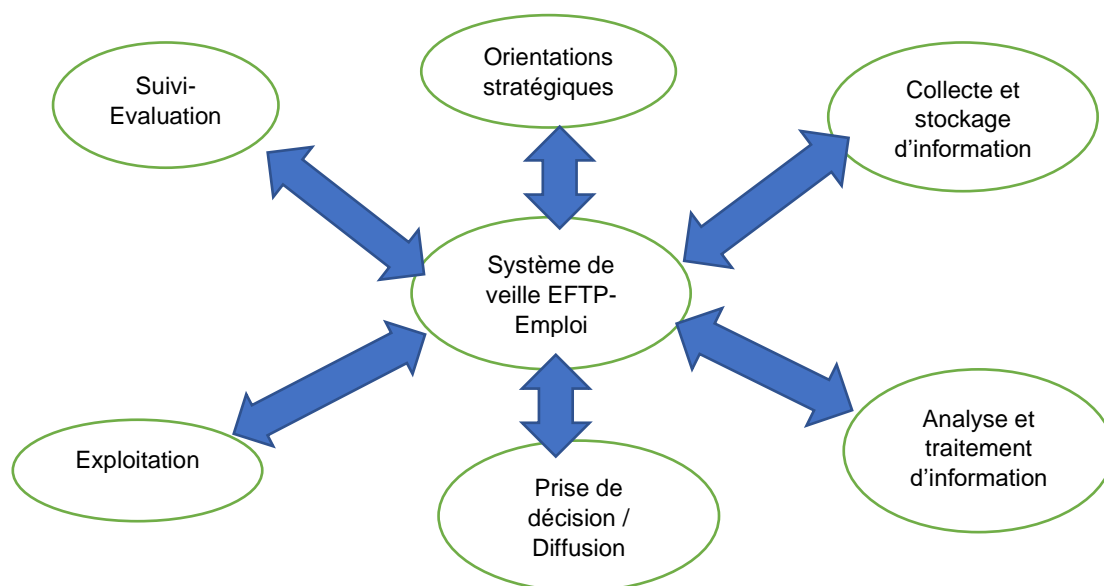 Suivi-
Evaluation
Orientations
stratégiques
Collecte et
stockage
d’information
Système de
veille EFTP-
Emploi
Exploitation
Prise de
décision /
Diffusion
Analyse et
traitement
d’information